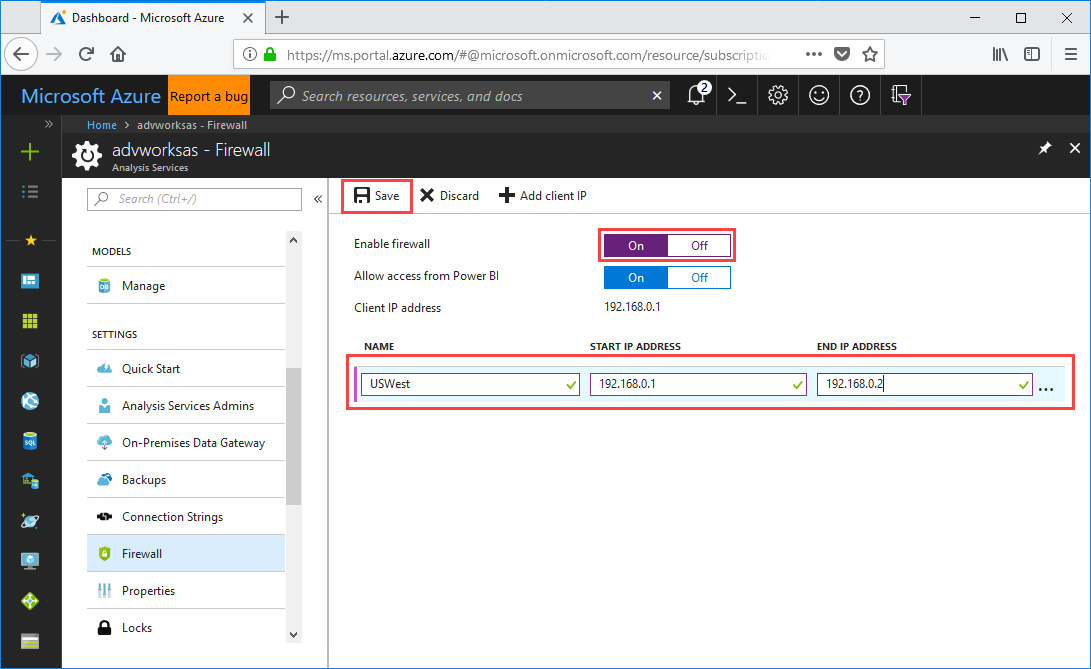 Dashboard - Microsoft Azure
https://ms.portal.azure.com/#@microsoft.onmicrosoft.com/resource/subscriptio
Microsoft Azure
Report a bug
Search resources, services, and docs
2
Home > advworksas - Firewall
advworksas - Firewall
Analysis Services
Search (Ctrl+/)
Save
Discard
Add client IP
MODELS
Manage
SETTINGS
Quick Start
Analysis Services Admins
On-Premises Data Gateway
Backups
Connection Strings
Firewall
Properties
Locks
Enable firewall On Off
Allow access from Power BI On Off
Client IP address 192.168.0.1
NAME START IP ADDRESS END IP ADDRESS
USWest 192.168.0.1 192.168.0.2